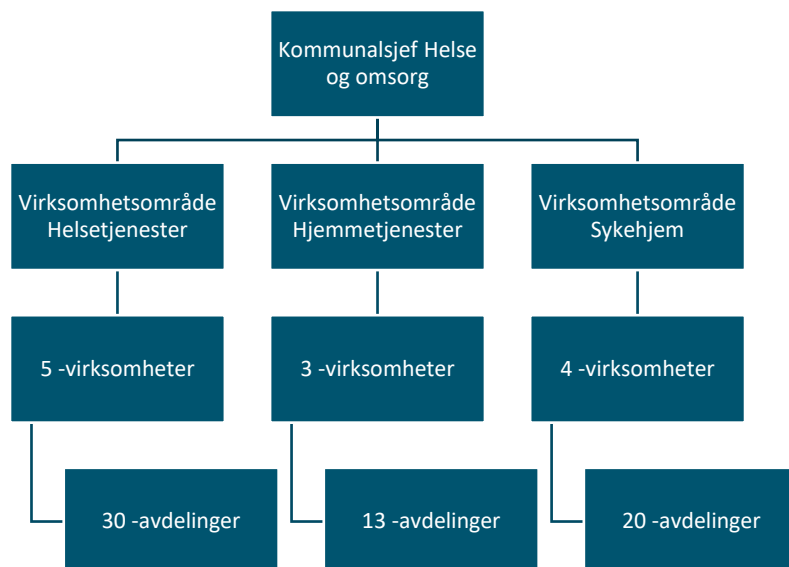 Kommunalsjef Helse
og omsorg
Virksomhetsområde
Helsetjenester
Virksomhetsområde
Hjemmetjenester
Virksomhetsområde
Sykehjem
5 -virksomheter
3 -virksomheter
4 -virksomheter
30 -avdelinger
13 -avdelinger
20 -avdelinger